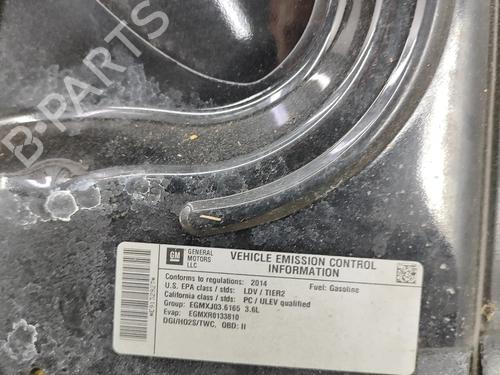 B-PARTS
GM
GENERAL
MOTORS
LLC
VEHICLE EMISSION CONTROL
INFORMATION
Conforms to regulations: 2014 Fuel: Gasoline
U.S. EPA class / stds: LDV / TIER2
California class / stds: PC / ULEV qualified
Group: EGMXJ03.6165 3.6L
Evap: EGMXR0133810
DGI/HO2S/TWC, OBD: II